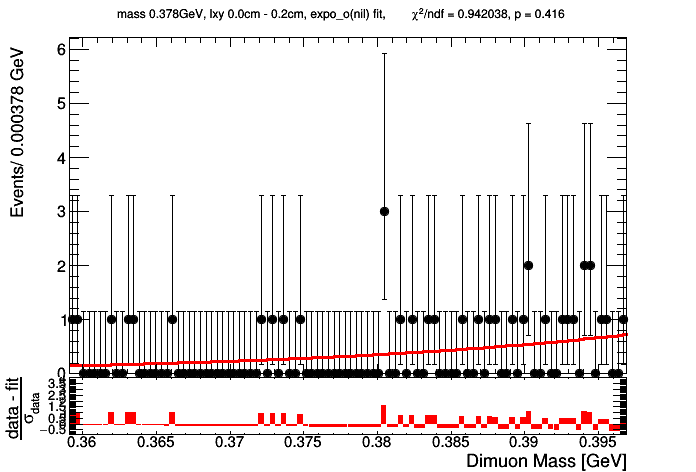 mass 0.378GeV, lxy 0.0cm - 0.2cm, expo_o(nil) fit, χ²/ndf = 0.942038, p = 0.416
Events/ 0.000378 GeV
6
5
4
3
2
1
0
data - fit
σdata
0.36 0.365 0.37 0.375 0.38 0.385 0.39 0.395
Dimuon Mass [GeV]